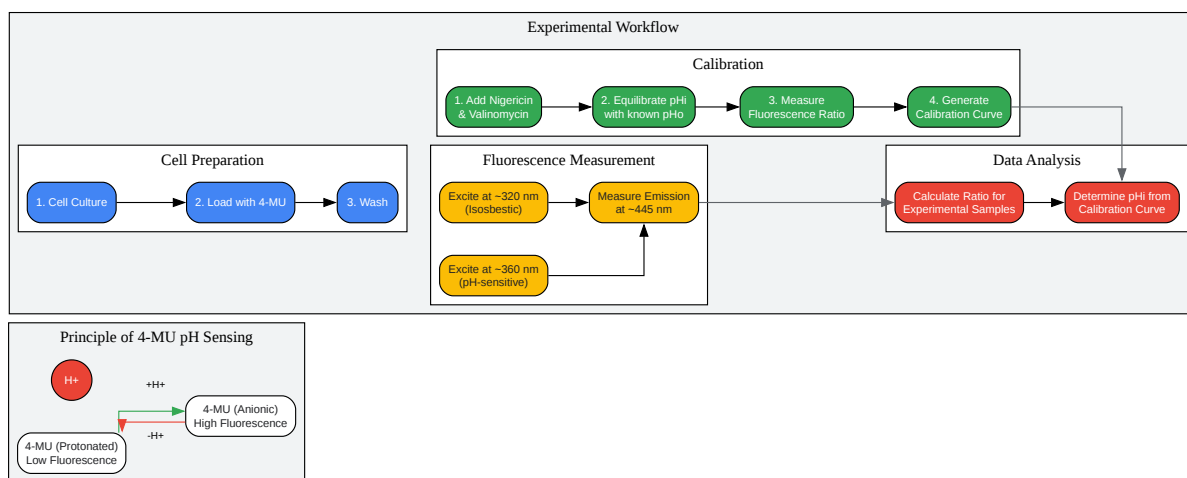 Experimental Workflow
Calibration
1. Add Nigericin
& Valinomycin
2. Equilibrate pHi
with known pHo
3. Measure
Fluorescence Ratio
4. Generate
Calibration Curve
Cell Preparation
1. Cell Culture
2. Load with 4-MU
3. Wash
Fluorescence Measurement
Excite at ~320 nm
(Isosbestic)
Measure Emission
at ~445 nm
Excite at ~360 nm
(pH-sensitive)
Data Analysis
Calculate Ratio for
Experimental Samples
Determine pHi from
Calibration Curve
Principle of 4-MU pH Sensing
H+
+H+
4-MU (Anionic)
High Fluorescence
-H+
4-MU (Protonated)
Low Fluorescence